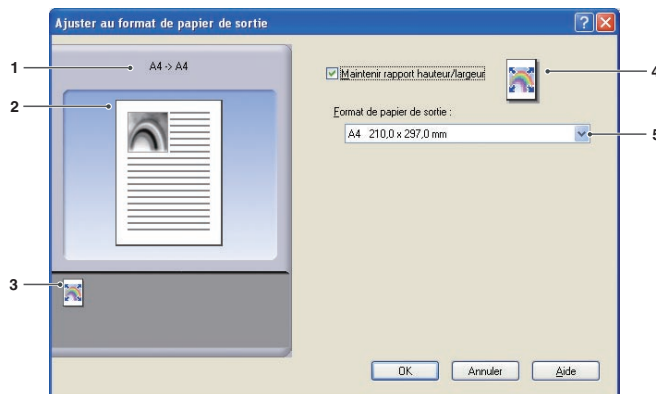 Ajuster au format de papier de sortie
1
A4 -> A4
Maintenir rapport hauteur/largeur
4
2
Format de papier de sortie :
A4 210,0 x 297,0 mm
5
3
OK
Annuler
Aide